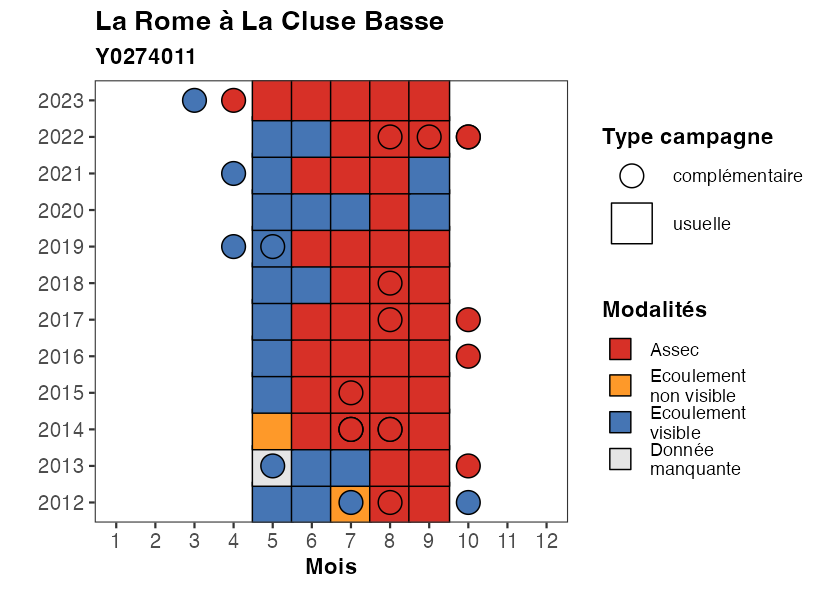 La Rome à La Cluse Basse
Y0274011
2023
2022
2021
2020
2019
2018
2017
2016
2015
2014
2013
2012
1 2 3 4 5 6 7 8 9 10 11 12
Mois
Type campagne
complémentaire
usuelle
Modalités
Assec
Ecoulement
non visible
Ecoulement
visible
Donnée
manquante